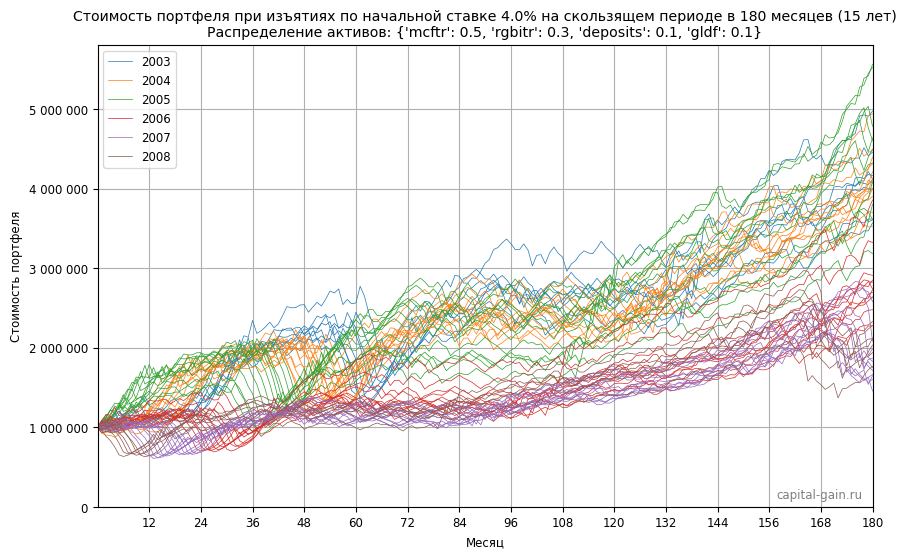 Стоимость портфеля при изъятиях по начальной ставке 4.0% на скользящем периоде в 180 месяцев (15 лет)
Распределение активов: {'mcftr': 0.5, 'rgbitr': 0.3, 'deposits': 0.1, 'gldf': 0.1}
2003
2004
2005
2006
2007
2008
5 000 000
4 000 000
3 000 000
2 000 000
1 000 000
0
Стоимость портфеля
capital-gain.ru
12 24 36 48 60 72 84 96 108 120 132 144 156 168 180
Месяц